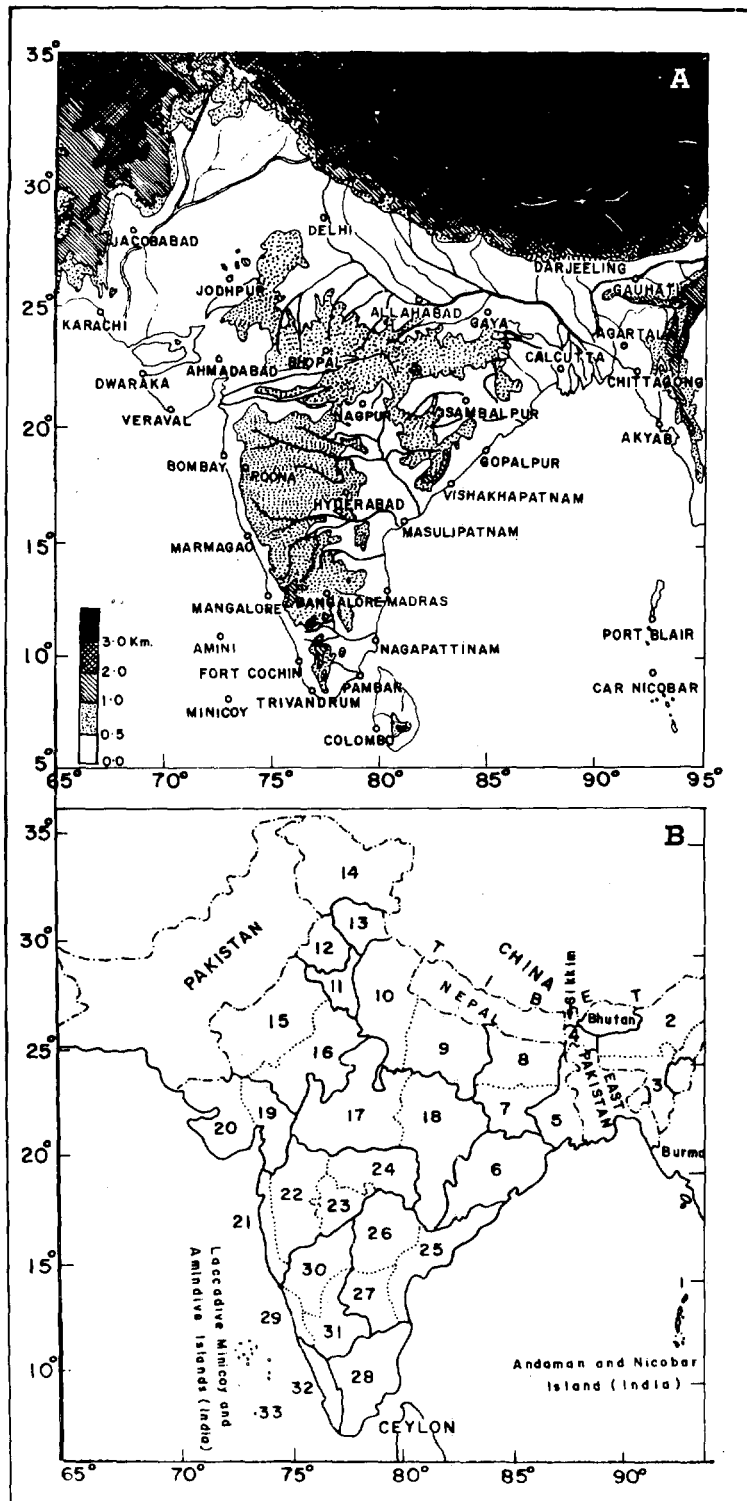 A
35°
30°
25°
20°
15°
10°
5°
JACOBABAD
DELHI
DARJEELING
GAUHATI
JODHPUR
KARACHI
ALLAHABAD
GAYA
AGARTALA
AHMADABAD
BHOPAL
CALCUTTA
CHITTAGONG
DWARAKA
VERAVAL
NAGPUR
SAMBALPUR
AKYAB
BOMBAY
POONA
GOPALPUR
HYDERABAD
VISHAKHAPATNAM
MASULIPATNAM
MARMAGAO
MANGALORE
BANGALORE
MADRAS
AMINI
NAGAPATTINAM
PORT BLAIR
FORT COCHIN
PAMBAN
CAR NICOBAR
MINICOY
TRIVANDRUM
COLOMBO
3.0 Km.
2.0
1.0
0.5
0.0
65° 70° 75° 80° 85° 90° 95°
B
35°
30°
25°
20°
15°
10°
14
13
12
PAKISTAN
CHINA
TIBET
Sikkim
11
10
NEPAL
Bhutan
2
15
4
16
9
8
EAST PAKISTAN
3
20
19
17
18
7
5
Burma
6
24
22
23
21
26
25
30
27
1
29
31
Laccadive Minicoy and
Amindive Islands (India)
28
32
33
Andaman and Nicobar
Island (India)
CEYLON
65° 70° 75° 80° 85° 90°